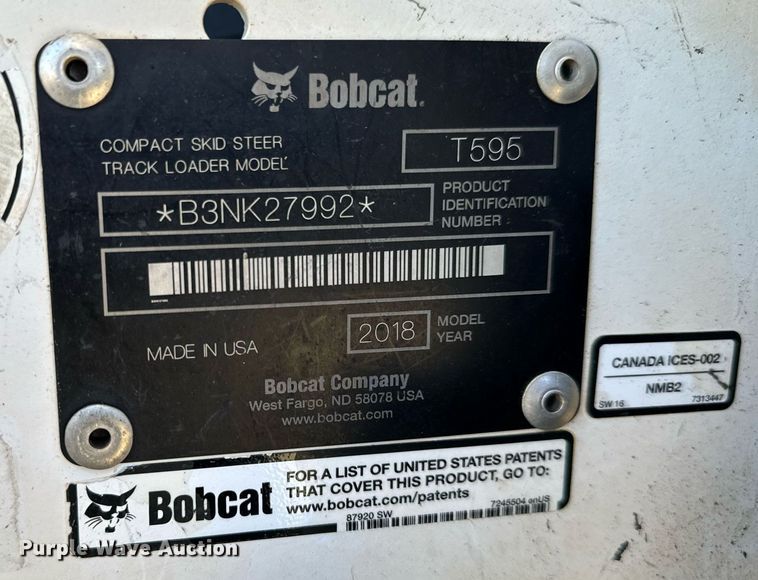 Bobcat.
COMPACT SKID STEER
TRACK LOADER MODEL
T595
*B3NK27992*
PRODUCT
IDENTIFICATION
NUMBER
MADE IN USA
2018
MODEL
YEAR
Bobcat Company
West Fargo, ND 58078 USA
www.bobcat.com
CANADA ICES-002
NMB2
SW 16 7313447
Bobcat
FOR A LIST OF UNITED STATES PATENTS
THAT COVER THIS PRODUCT, GO TO:
www.bobcat.com/patents
87920 SW
7245504 enUS
Purple Wave Auction